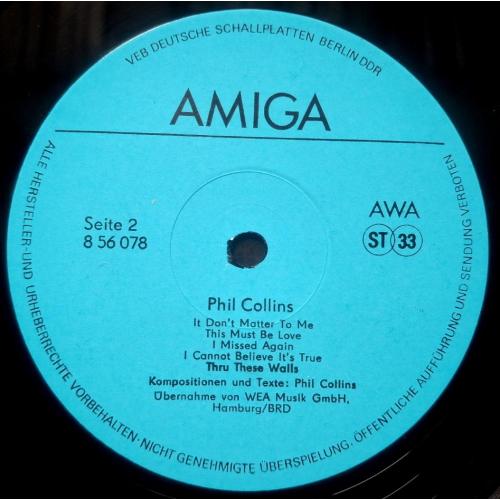 VEB DEUTSCHE SCHALLPLATTEN BERLIN DDR
AMIGA
Seite 2
8 56 078
AWA
ST 33
Phil Collins
It Don't Matter To Me
This Must Be Love
I Missed Again
I Cannot Believe It's True
Thru These Walls
Kompositionen und Texte: Phil Collins
Übernahme von WEA Musik GmbH,
Hamburg/BRD
ALLE HERSTELLER-UND URHEBERRECHTE VORBEHALTEN·NICHT GENEHMIGTE ÜBERSPIELUNG, ÖFFENTLICHE AUFFÜHRUNG UND SENDUNG VERBOTEN